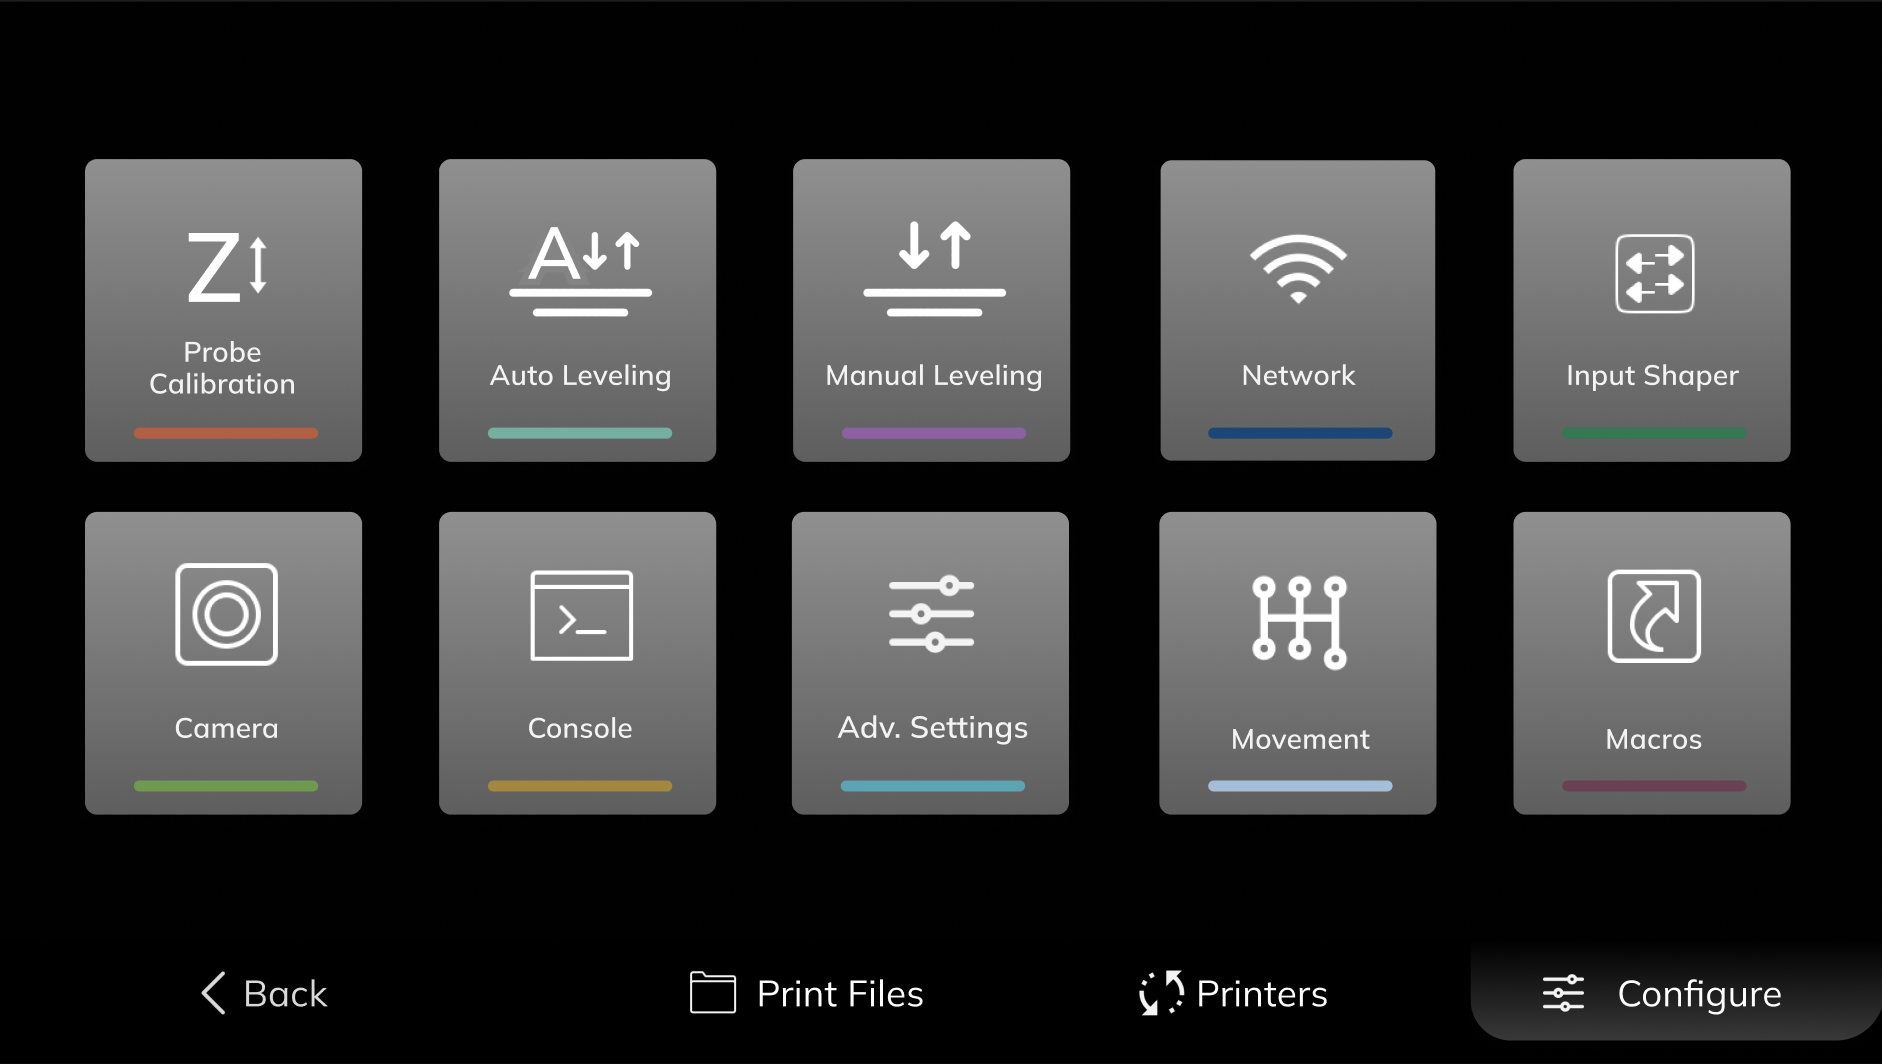 Z
Probe
Calibration
A
Auto Leveling
Manual Leveling
Network
Input Shaper
Camera
>_
Console
Adv. Settings
Movement
Macros
Back
Print Files
Printers
Configure